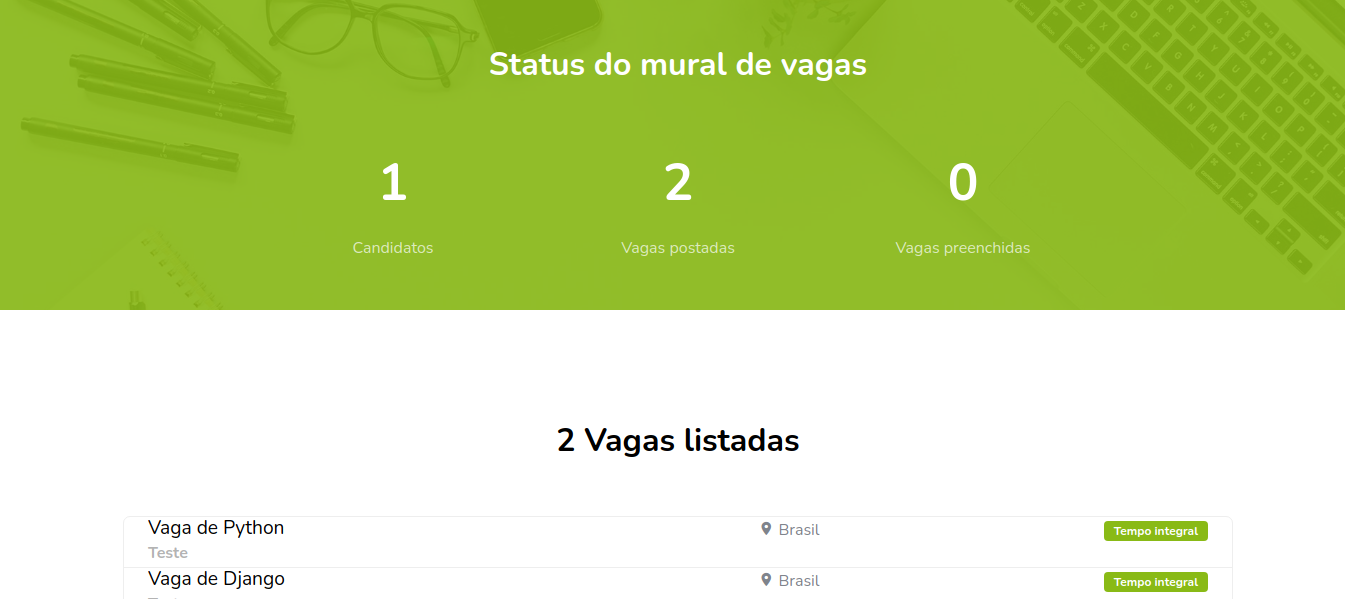 Status do mural de vagas
1
2
0
Candidatos
Vagas postadas
Vagas preenchidas
2 Vagas listadas
Vaga de Python
Brasil
Tempo integral
Teste
Vaga de Django
Brasil
Tempo integral